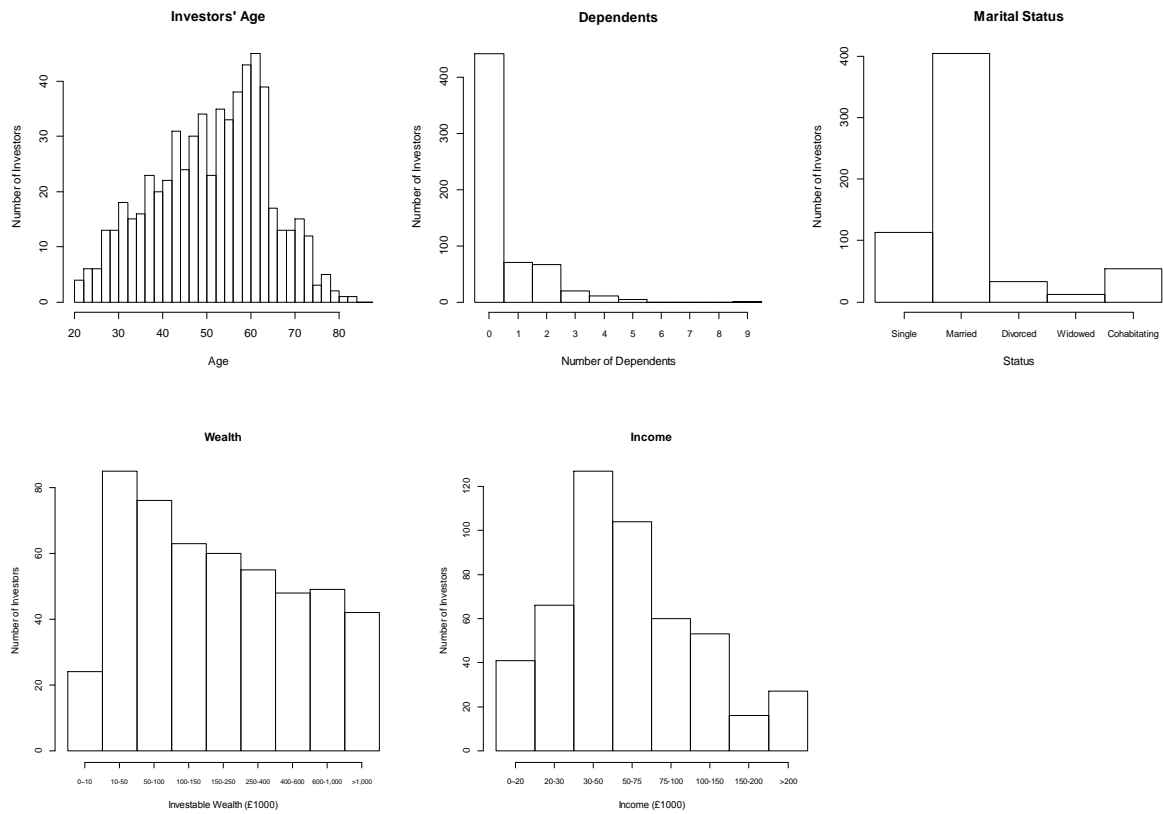 Investors' Age
Number of Investors
0 10 20 30 40
20 30 40 50 60 70 80
Age
Dependents
Number of Investors
0 100 200 300 400
0 1 2 3 4 5 6 7 8 9
Number of Dependents
Marital Status
Number of Investors
0 100 200 300 400
Single Married Divorced Widowed Cohabitating
Status
Wealth
Number of Investors
0 20 40 60 80
0–10 10-50 50-100 100-150 150-250 250-400 400-600 600-1,000 >1,000
Investable Wealth (£1000)
Income
Number of Investors
0 20 40 60 80 100 120
0–20 20-30 30-50 50-75 75-100 100-150 150-200 >200
Income (£1000)